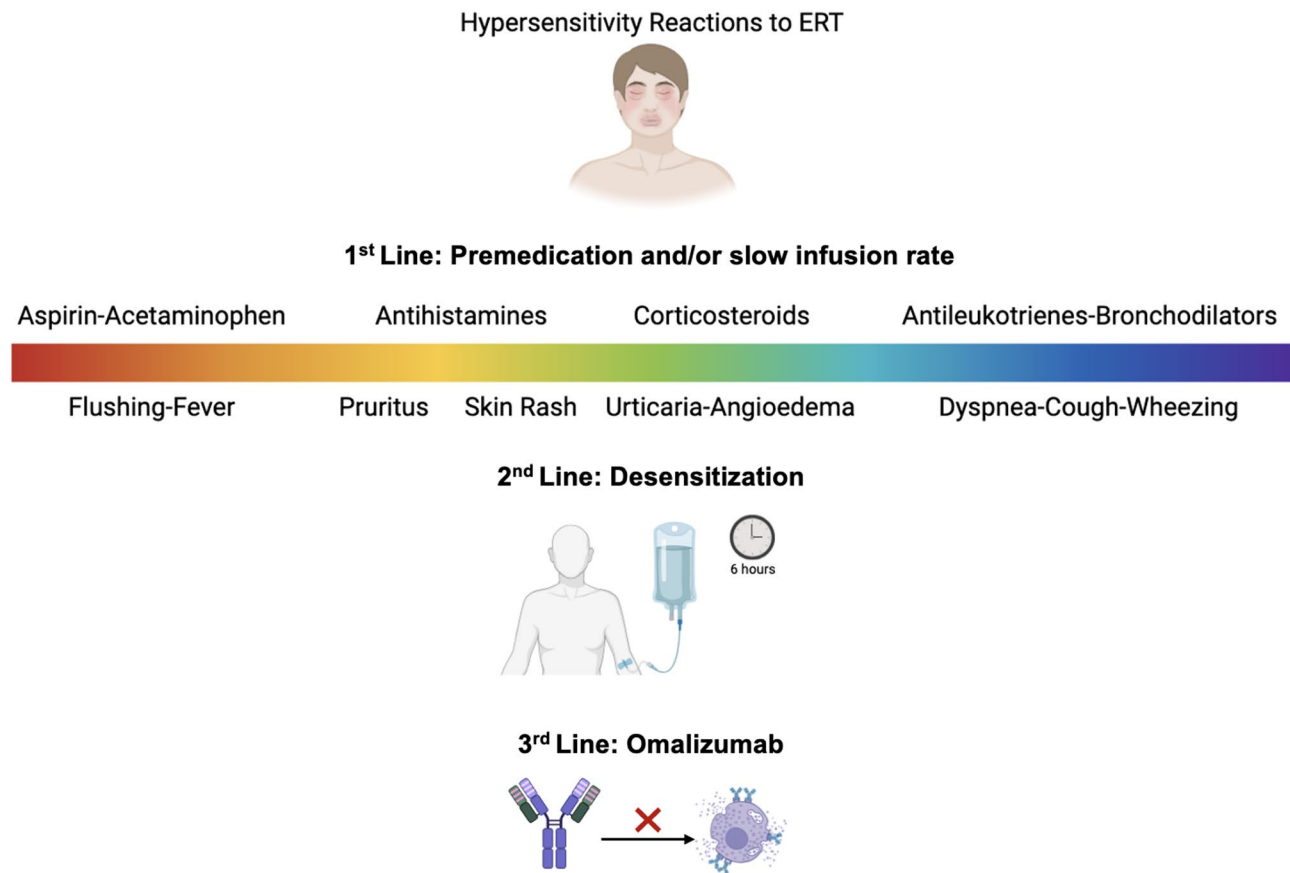 Hypersensitivity Reactions to ERT
1st Line: Premedication and/or slow infusion rate
Aspirin-Acetaminophen Antihistamines Corticosteroids Antileukotrienes-Bronchodilators
Flushing-Fever Pruritus Skin Rash Urticaria-Angioedema Dyspnea-Cough-Wheezing
2nd Line: Desensitization
6 hours
3rd Line: Omalizumab